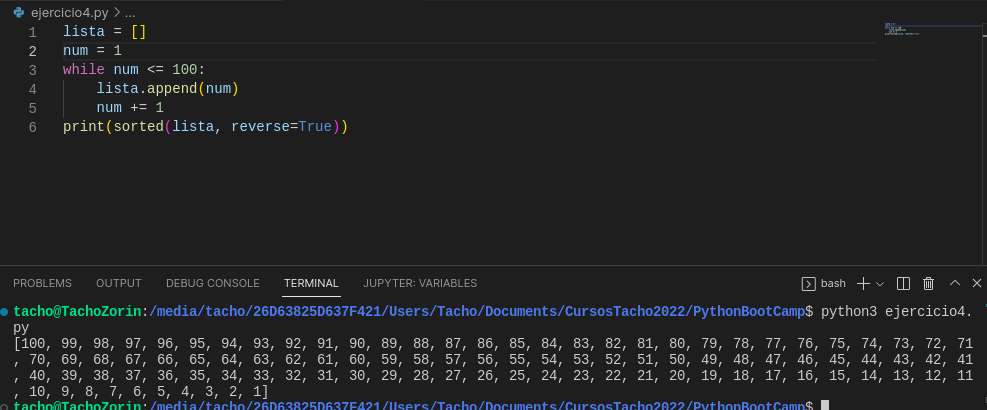 ejercicio4.py > ...
1 lista = []
2 num = 1
3 while num <= 100:
4     lista.append(num)
5     num += 1
6 print(sorted(lista, reverse=True))
PROBLEMS OUTPUT DEBUG CONSOLE TERMINAL JUPYTER: VARIABLES bash
tacho@TachoZorin:/media/tacho/26D63825D637F421/Users/Tacho/Documents/CursosTacho2022/PythonBootCamp$ python3 ejercicio4.
py
[100, 99, 98, 97, 96, 95, 94, 93, 92, 91, 90, 89, 88, 87, 86, 85, 84, 83, 82, 81, 80, 79, 78, 77, 76, 75, 74, 73, 72, 71
, 70, 69, 68, 67, 66, 65, 64, 63, 62, 61, 60, 59, 58, 57, 56, 55, 54, 53, 52, 51, 50, 49, 48, 47, 46, 45, 44, 43, 42, 41
, 40, 39, 38, 37, 36, 35, 34, 33, 32, 31, 30, 29, 28, 27, 26, 25, 24, 23, 22, 21, 20, 19, 18, 17, 16, 15, 14, 13, 12, 11
, 10, 9, 8, 7, 6, 5, 4, 3, 2, 1]
tacho@TachoZorin:/media/tacho/26D63825D637F421/Users/Tacho/Documents/CursosTacho2022/PythonBootCamp$